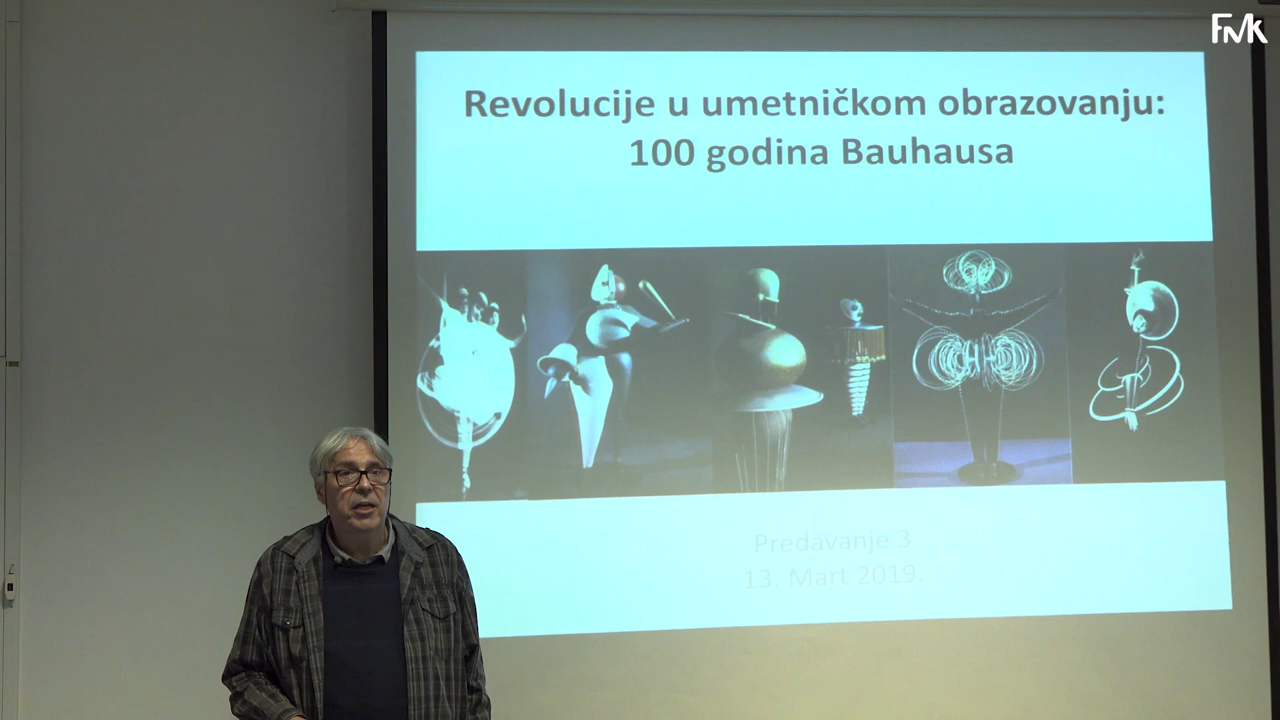 FMK
Revolucije u umetničkom obrazovanju:
100 godina Bauhausa
Predavanje 3
13. Mart 2019.